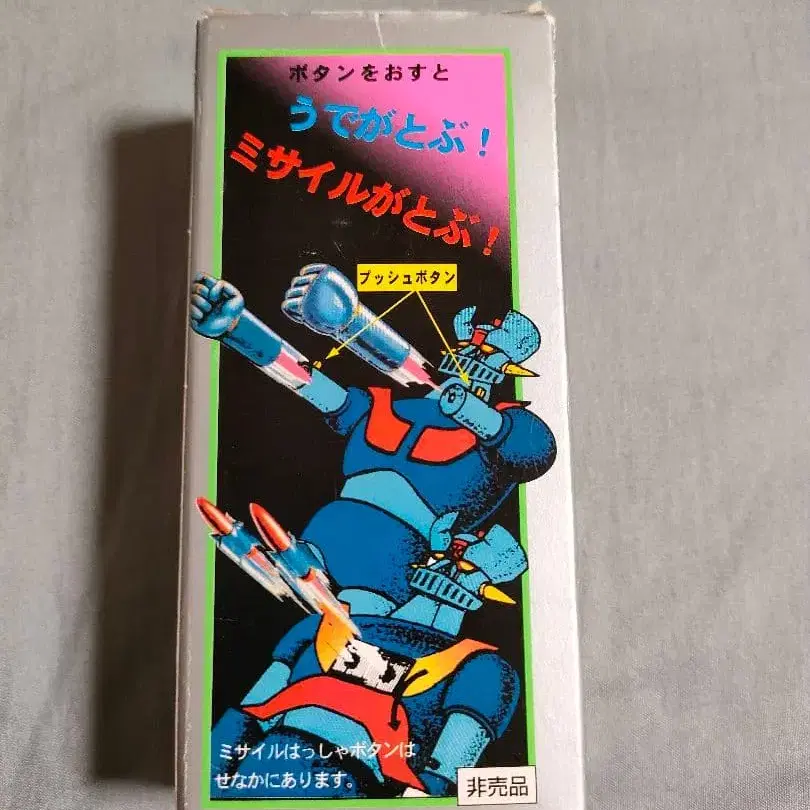 ボタンをおすと
うでがとぶ!
ミサイルがとぶ!
プッシュボタン
ミサイルはっしゃボタンは
せなかにあります。
非売品